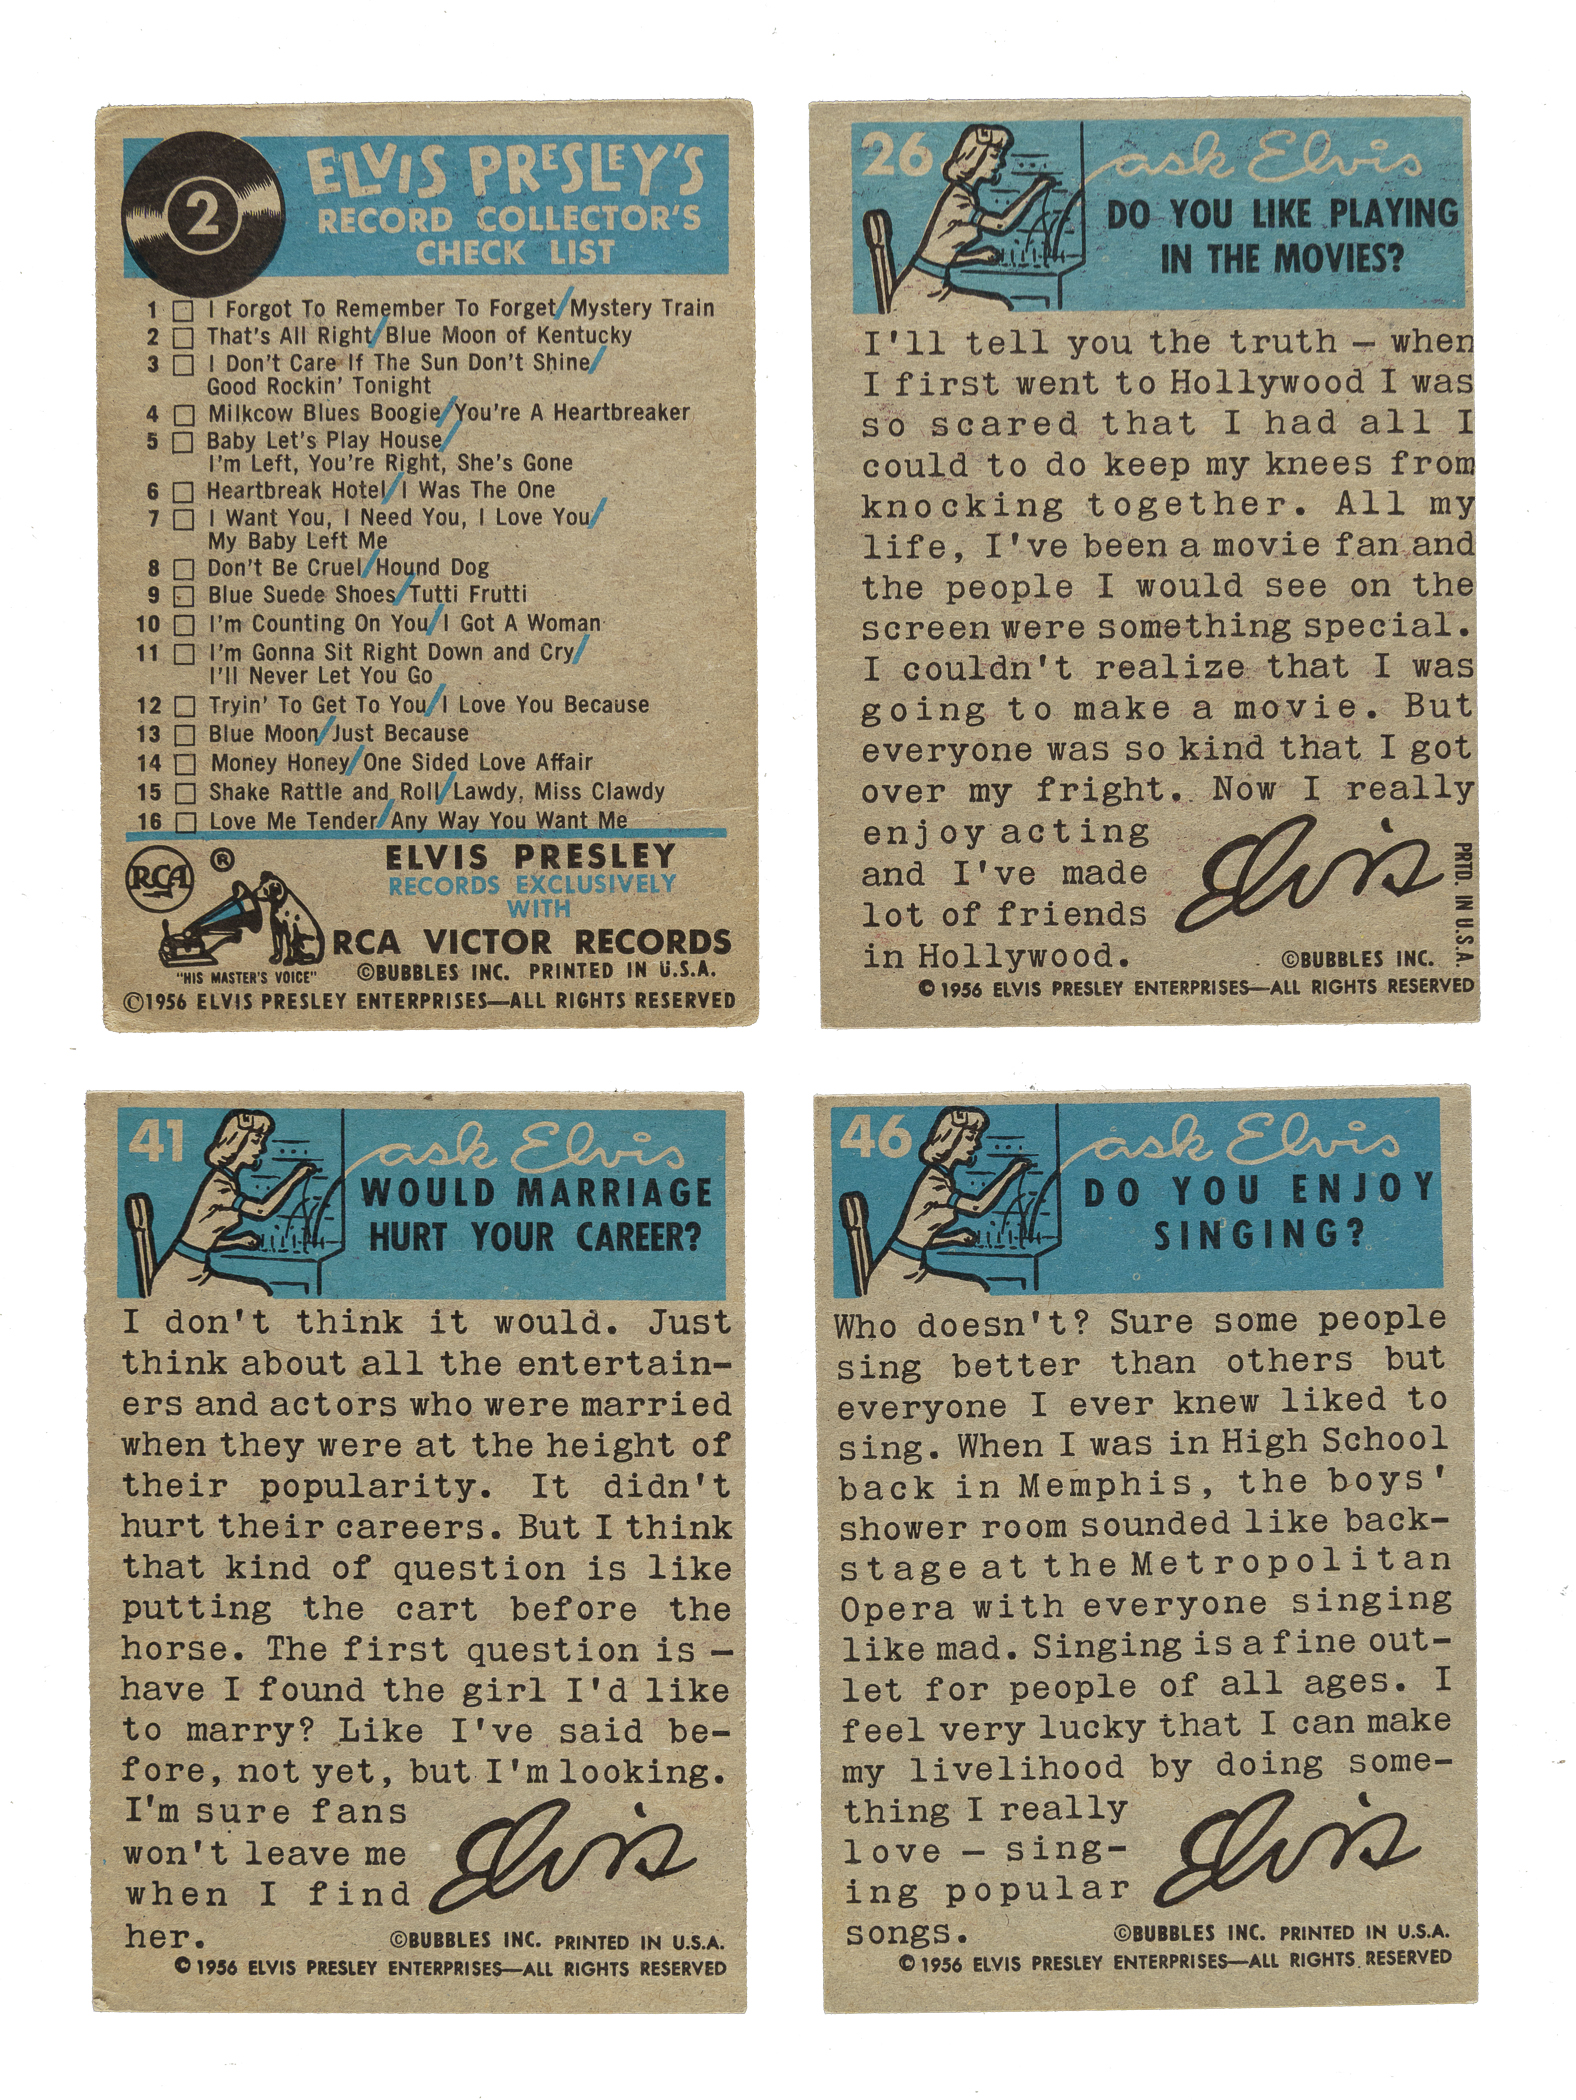 2
ELVIS PRESLEY'S
RECORD COLLECTOR'S
CHECK LIST
1 I Forgot To Remember To Forget/Mystery Train
2 That's All Right/Blue Moon of Kentucky
3 I Don't Care If The Sun Don't Shine/
Good Rockin' Tonight
4 Milkcow Blues Boogie/You're A Heartbreaker
5 Baby Let's Play House/
I'm Left, You're Right, She's Gone
6 Heartbreak Hotel/I Was The One
7 I Want You, I Need You, I Love You/
My Baby Left Me
8 Don't Be Cruel/Hound Dog
9 Blue Suede Shoes/Tutti Frutti
10 I'm Counting On You/I Got A Woman
11 I'm Gonna Sit Right Down and Cry/
I'll Never Let You Go
12 Tryin' To Get To You/I Love You Because
13 Blue Moon/Just Because
14 Money Honey/One Sided Love Affair
15 Shake Rattle and Roll/Lawdy, Miss Clawdy
16 Love Me Tender/Any Way You Want Me
RCA ®
"HIS MASTER'S VOICE"
ELVIS PRESLEY
RECORDS EXCLUSIVELY
WITH
RCA VICTOR RECORDS
©BUBBLES INC. PRINTED IN U.S.A.
©1956 ELVIS PRESLEY ENTERPRISES—ALL RIGHTS RESERVED
26
ask Elvis
DO YOU LIKE PLAYING
IN THE MOVIES?
I'll tell you the truth – when
I first went to Hollywood I was
so scared that I had all I
could to do keep my knees from
knocking together. All my
life, I've been a movie fan and
the people I would see on the
screen were something special.
I couldn't realize that I was
going to make a movie. But
everyone was so kind that I got
over my fright. Now I really
enjoy acting
and I've made
lot of friends
in Hollywood.
Elvis
PRTD. IN U.S.A.
©BUBBLES INC.
© 1956 ELVIS PRESLEY ENTERPRISES—ALL RIGHTS RESERVED
41
ask Elvis
WOULD MARRIAGE
HURT YOUR CAREER?
I don't think it would. Just
think about all the entertain-
ers and actors who were married
when they were at the height of
their popularity. It didn't
hurt their careers. But I think
that kind of question is like
putting the cart before the
horse. The first question is –
have I found the girl I'd like
to marry? Like I've said be-
fore, not yet, but I'm looking.
I'm sure fans
won't leave me
when I find
her.
Elvis
©BUBBLES INC. PRINTED IN U.S.A.
© 1956 ELVIS PRESLEY ENTERPRISES—ALL RIGHTS RESERVED
46
ask Elvis
DO YOU ENJOY
SINGING?
Who doesn't? Sure some people
sing better than others but
everyone I ever knew liked to
sing. When I was in High School
back in Memphis, the boys'
shower room sounded like back-
stage at the Metropolitan
Opera with everyone singing
like mad. Singing is a fine out-
let for people of all ages. I
feel very lucky that I can make
my livelihood by doing some-
thing I really
love – sing-
ing popular
songs.
Elvis
©BUBBLES INC. PRINTED IN U.S.A.
© 1956 ELVIS PRESLEY ENTERPRISES—ALL RIGHTS RESERVED